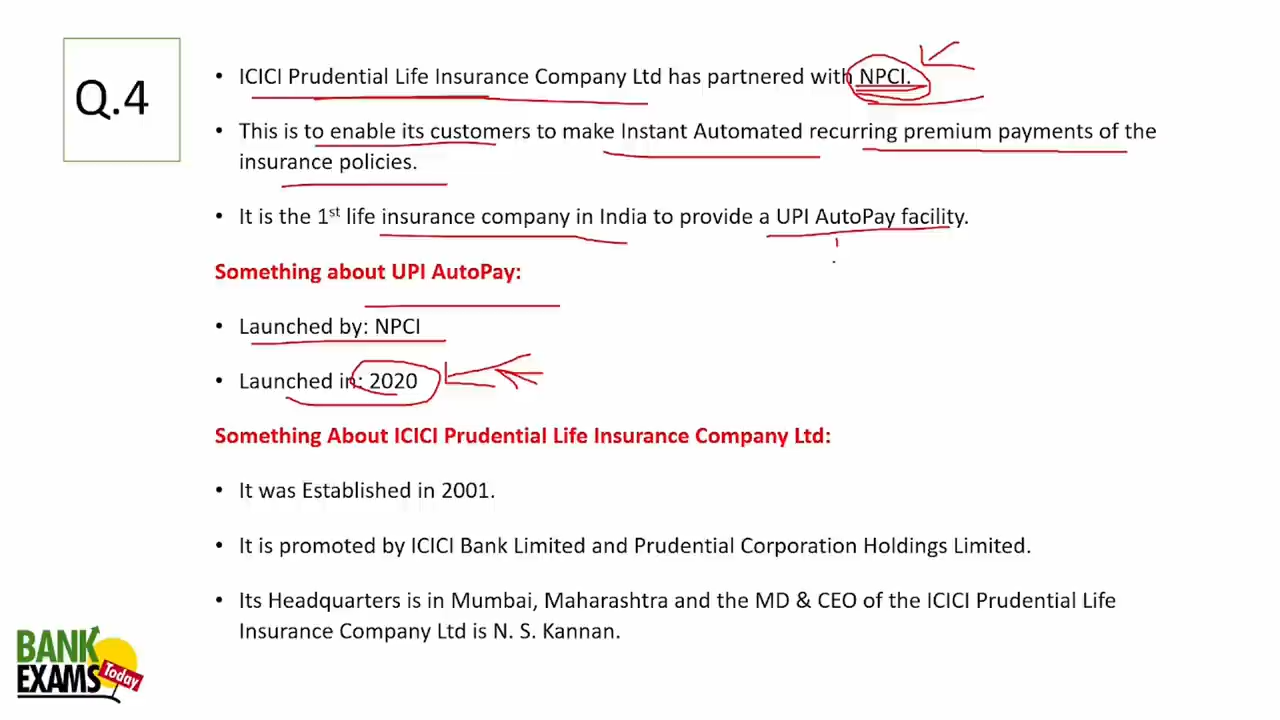 Q.4
• ICICI Prudential Life Insurance Company Ltd has partnered with NPCI.
• This is to enable its customers to make Instant Automated recurring premium payments of the
insurance policies.
• It is the 1st life insurance company in India to provide a UPI AutoPay facility.
Something about UPI AutoPay:
• Launched by: NPCI
• Launched in: 2020
Something About ICICI Prudential Life Insurance Company Ltd:
• It was Established in 2001.
• It is promoted by ICICI Bank Limited and Prudential Corporation Holdings Limited.
• Its Headquarters is in Mumbai, Maharashtra and the MD & CEO of the ICICI Prudential Life
Insurance Company Ltd is N. S. Kannan.
BANK
EXAMS
Today